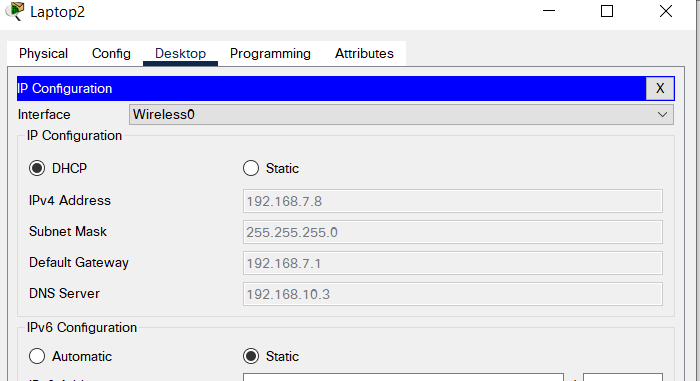 Laptop2
Physical Config Desktop Programming Attributes
IP Configuration X
Interface Wireless0
IP Configuration
DHCP Static
IPv4 Address 192.168.7.8
Subnet Mask 255.255.255.0
Default Gateway 192.168.7.1
DNS Server 192.168.10.3
IPv6 Configuration
Automatic Static